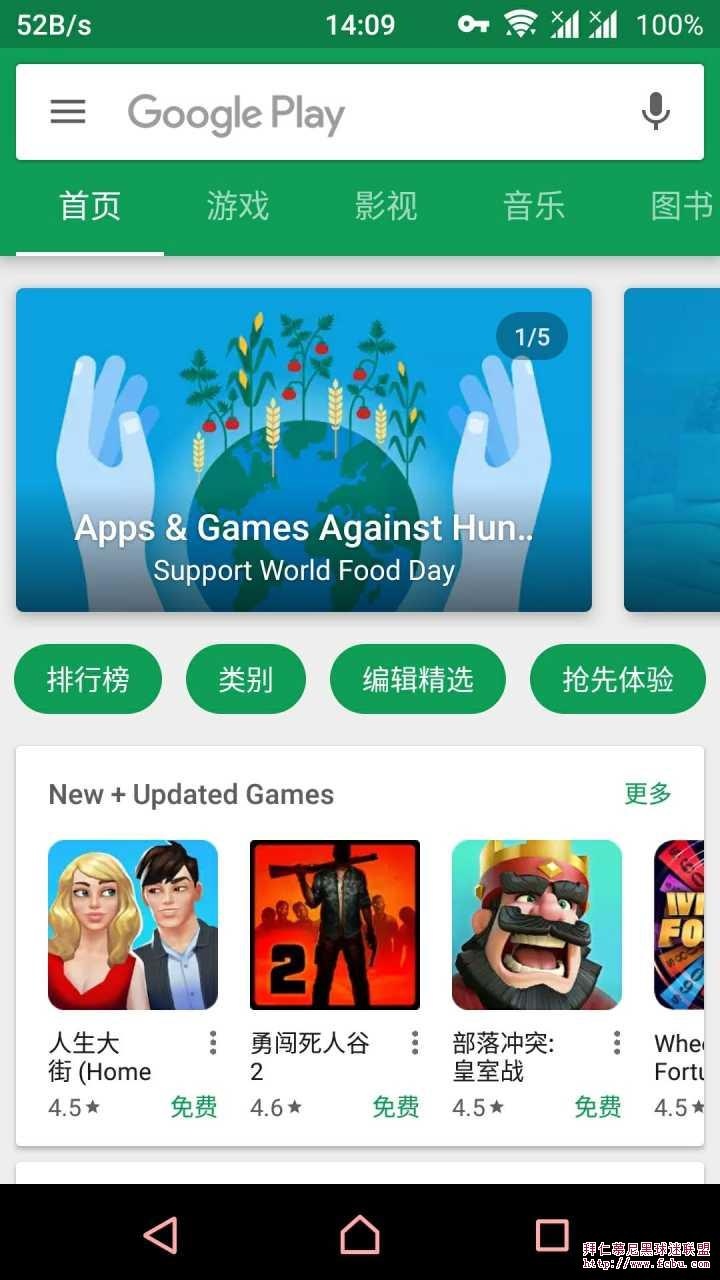 52B/s 14:09 100%
Google Play
首页 游戏 影视 音乐 图书
1/5
Apps & Games Against Hun..
Support World Food Day
排行榜 类别 编辑精选 抢先体验
New + Updated Games 更多
2
人生大 勇闯死人谷 部落冲突: Whee
街 (Home 2 皇室战 Fortu
4.5★ 免费 4.6★ 免费 4.5★ 免费 4.5★
拜仁慕尼黑球迷联盟
http://www.fcbu.com